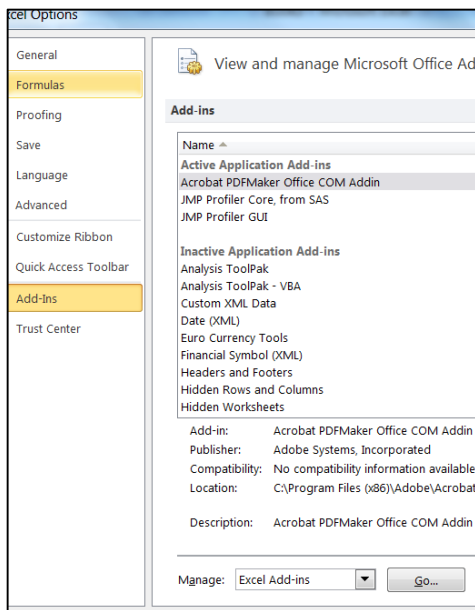 xcel Options
General
Formulas
Proofing
Save
Language
Advanced
Customize Ribbon
Quick Access Toolbar
Add-Ins
Trust Center
View and manage Microsoft Office Ad
Add-ins
Name
Active Application Add-ins
Acrobat PDFMaker Office COM Addin
JMP Profiler Core, from SAS
JMP Profiler GUI
Inactive Application Add-ins
Analysis ToolPak
Analysis ToolPak - VBA
Custom XML Data
Date (XML)
Euro Currency Tools
Financial Symbol (XML)
Headers and Footers
Hidden Rows and Columns
Hidden Worksheets
Add-in: Acrobat PDFMaker Office COM Addin
Publisher: Adobe Systems, Incorporated
Compatibility: No compatibility information available
Location: C:\Program Files (x86)\Adobe\Acrobat
Description: Acrobat PDFMaker Office COM Addin
Manage: Excel Add-ins Go...